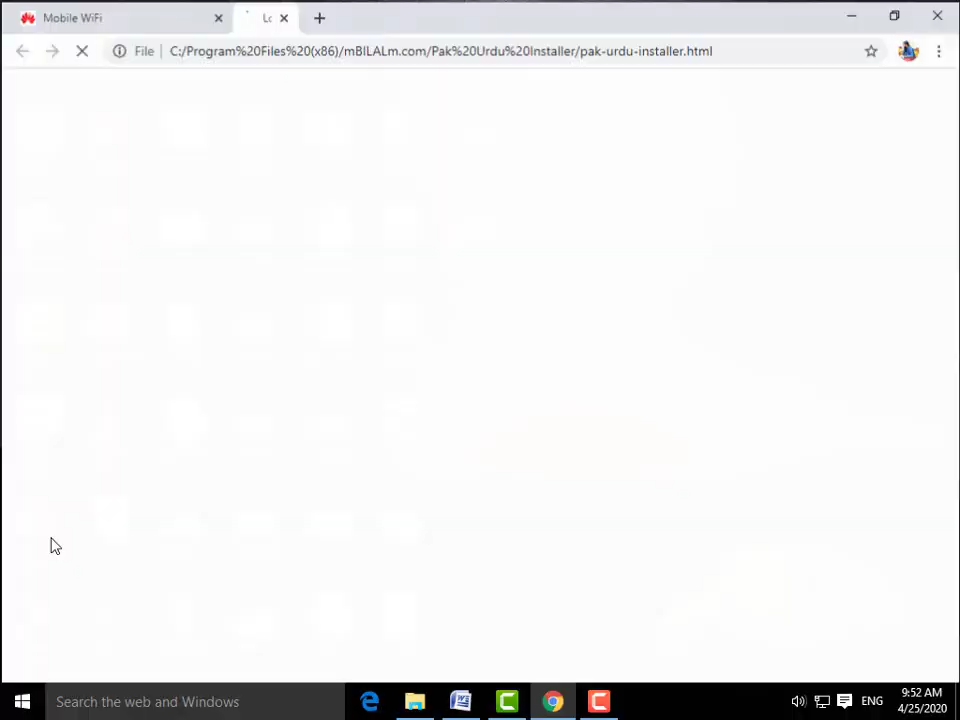 Mobile WiFi
Lo
File
C:/Program%20Files%20(x86)/mBILALm.com/Pak%20Urdu%20Installer/pak-urdu-installer.html
Search the web and Windows
ENG
9:52 AM
4/25/2020